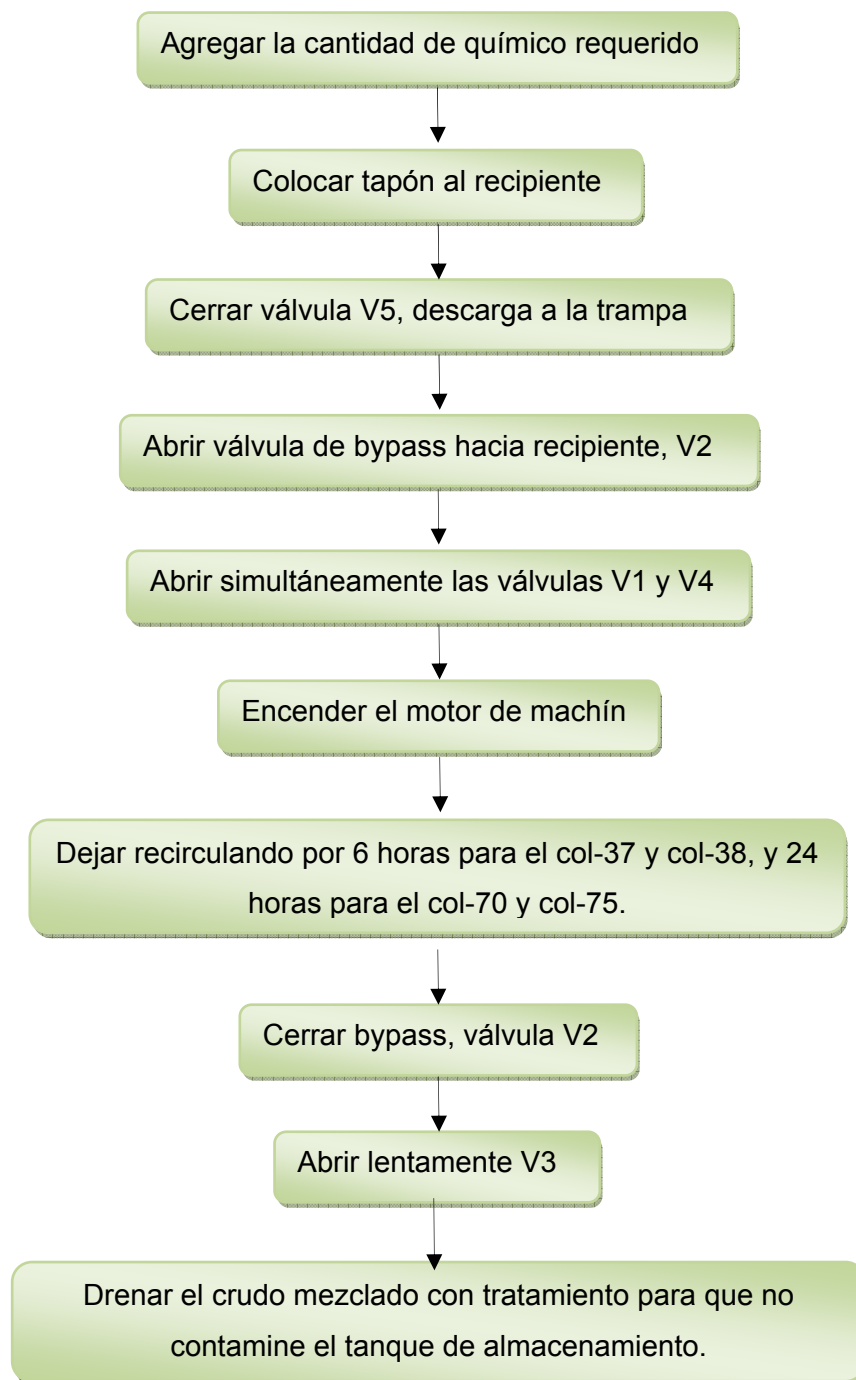 Agregar la cantidad de químico requerido
Colocar tapón al recipiente
Cerrar válvula V5, descarga a la trampa
Abrir válvula de bypass hacia recipiente, V2
Abrir simultáneamente las válvulas V1 y V4
Encender el motor de machín
Dejar recirculando por 6 horas para el col-37 y col-38, y 24
horas para el col-70 y col-75.
Cerrar bypass, válvula V2
Abrir lentamente V3
Drenar el crudo mezclado con tratamiento para que no
contamine el tanque de almacenamiento.